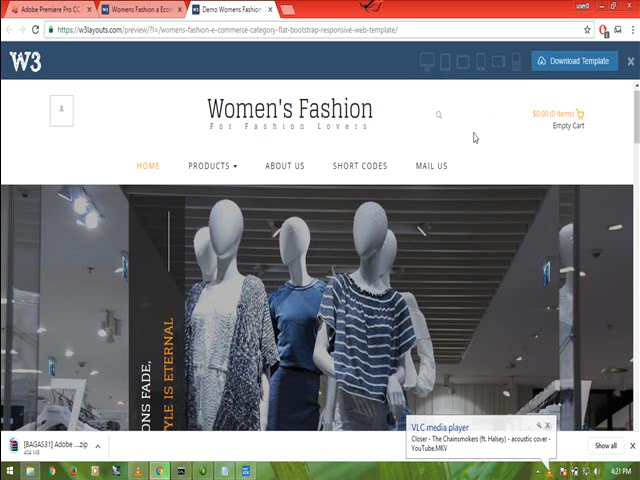 Adobe Premiere Pro CC
Womens Fashion a Ecom
Demo Womens Fashion
user0
https://w3layouts.com/preview/?l=/womens-fashion-e-commerce-category-flat-bootstrap-responsive-web-template/
W3
Download Template
Women's Fashion
For Fashion Lovers
$0.00 (0 items)
Empty Cart
HOME
PRODUCTS
ABOUT US
SHORT CODES
MAIL US
ONS FADE,
YLE IS ETERNAL
VLC media player
Closer - The Chainsmokers (ft. Halsey) - acoustic cover -
YouTube.MKV
[BAGAS31] Adobe ....zip
404 MB
Show all
4:21 PM